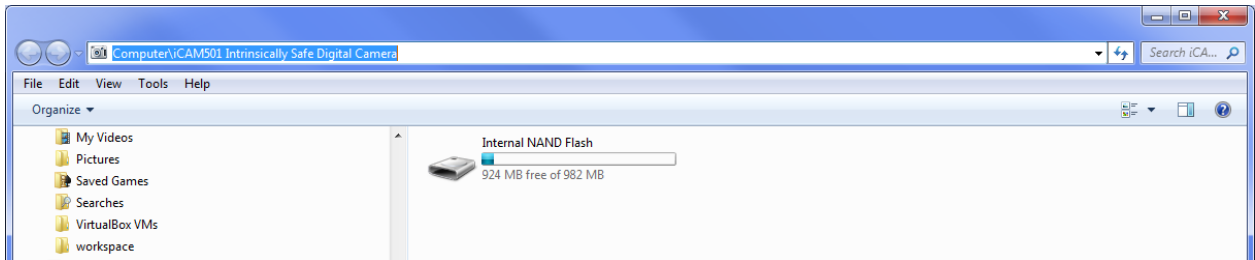 Computer\iCAM501 Intrinsically Safe Digital Camera
Search iCA...
File Edit View Tools Help
Organize
My Videos
Pictures
Saved Games
Searches
VirtualBox VMs
workspace
Internal NAND Flash
924 MB free of 982 MB